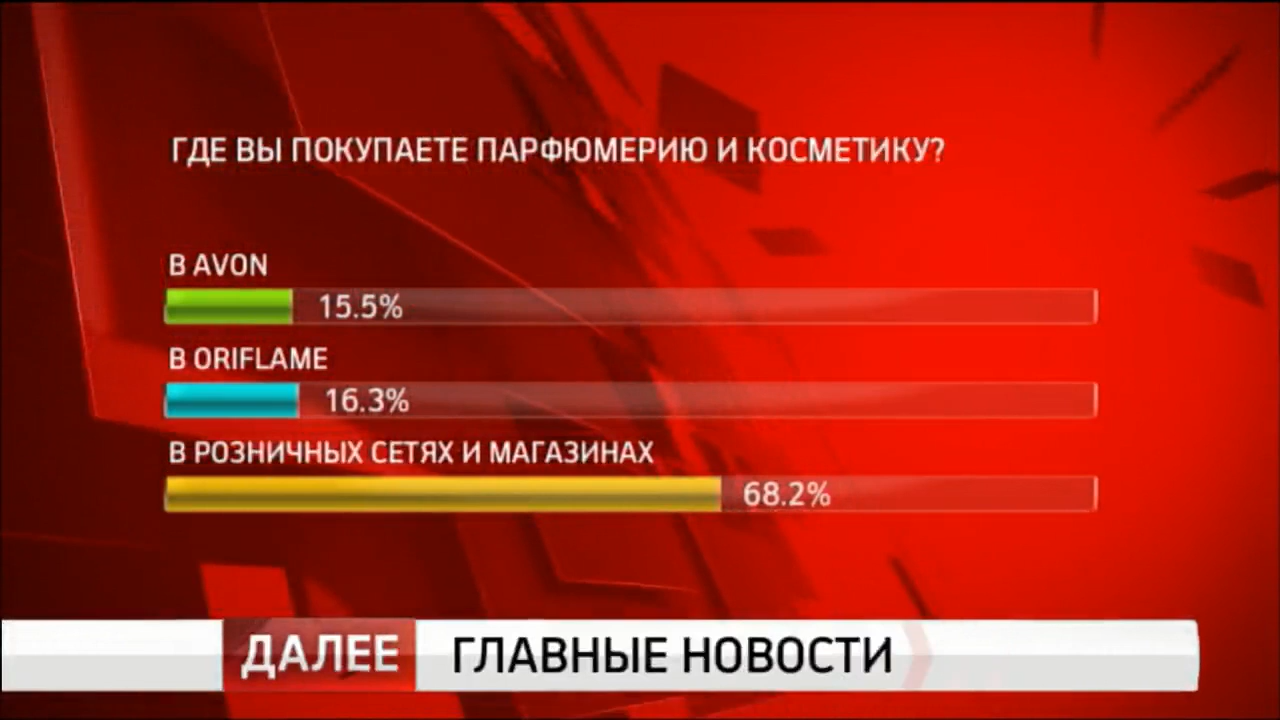 ГДЕ ВЫ ПОКУПАЕТЕ ПАРФЮМЕРИЮ И КОСМЕТИКУ?
В AVON
15.5%
В ORIFLAME
16.3%
В РОЗНИЧНЫХ СЕТЯХ И МАГАЗИНАХ
68.2%
ДАЛЕЕ ГЛАВНЫЕ НОВОСТИ